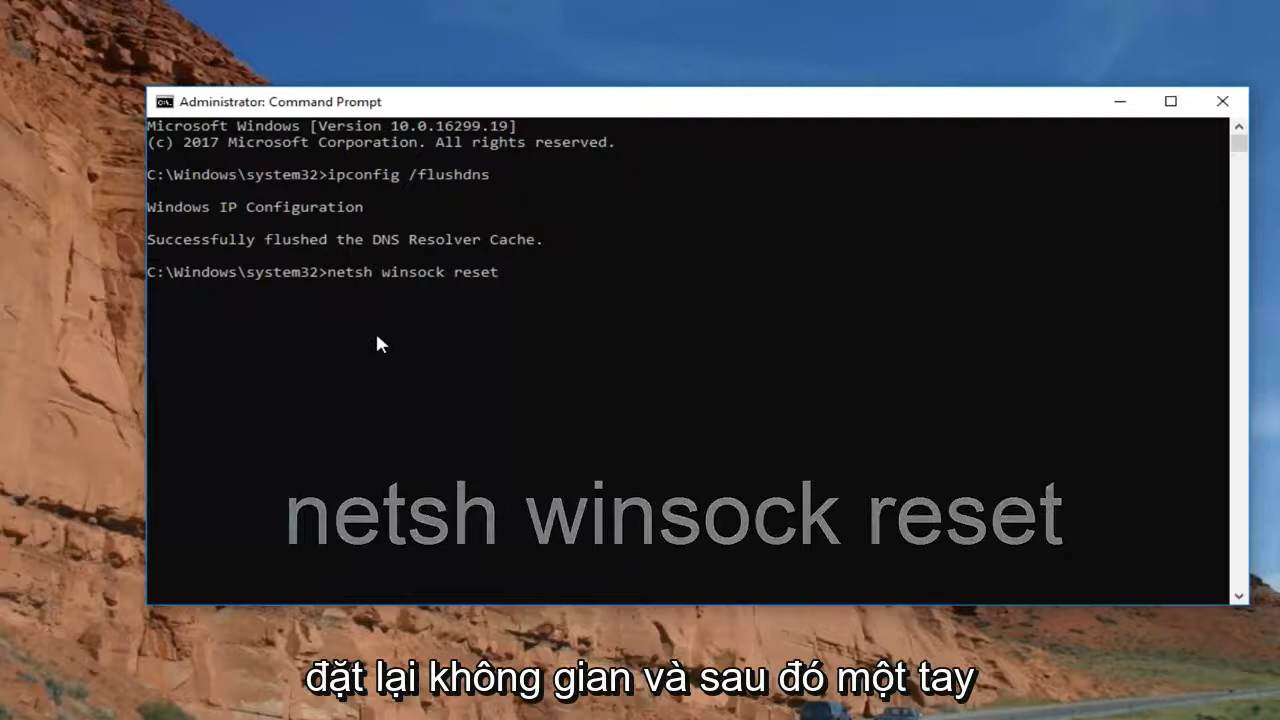 Administrator: Command Prompt
Microsoft Windows [Version 10.0.16299.19]
(c) 2017 Microsoft Corporation. All rights reserved.
C:\Windows\system32>ipconfig /flushdns
Windows IP Configuration
Successfully flushed the DNS Resolver Cache.
C:\Windows\system32>netsh winsock reset
netsh winsock reset
đặt lại không gian và sau đó một tay